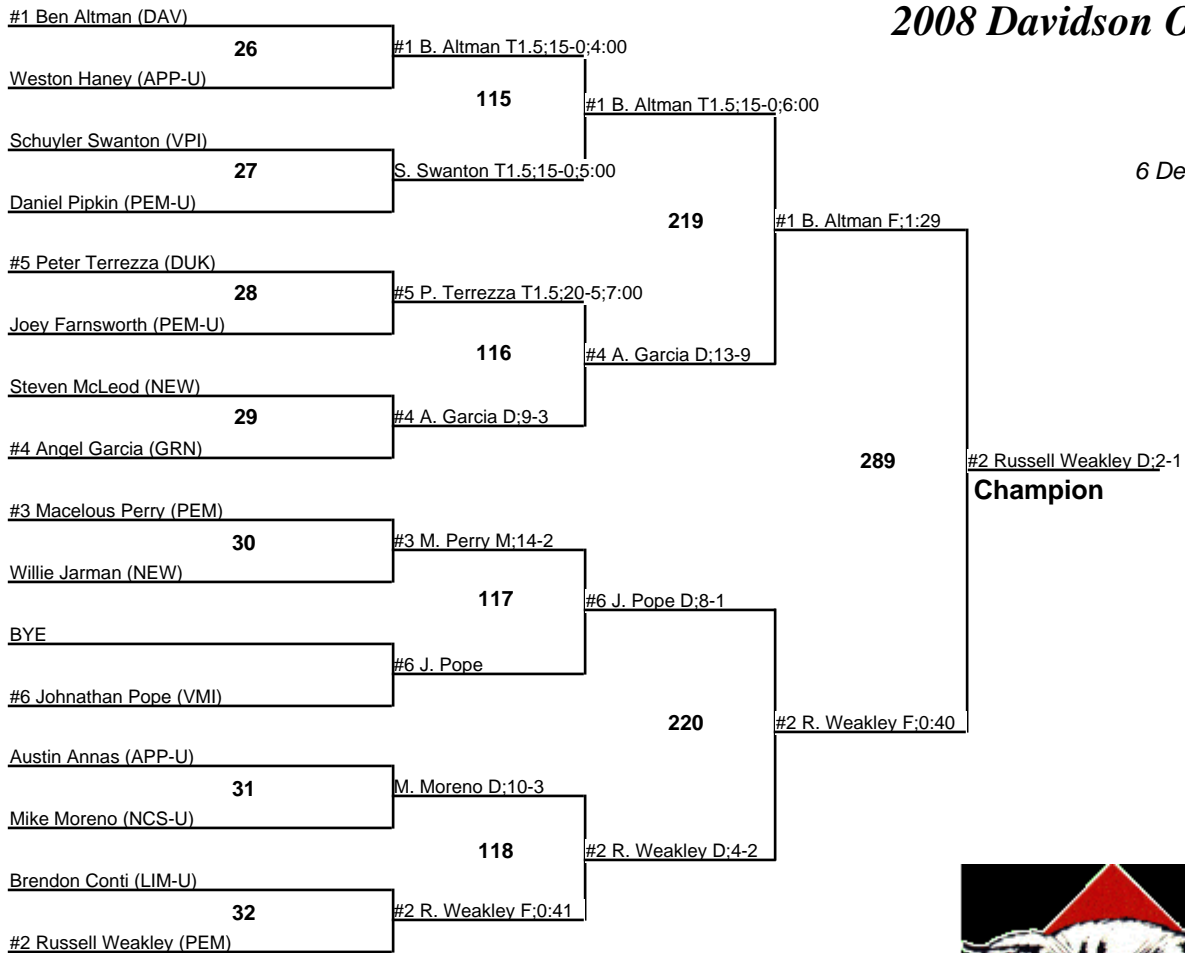 2008 Davidson O
6 De
#1 Ben Altman (DAV)
26
Weston Haney (APP-U)
#1 B. Altman T1.5;15-0;4:00
115
#1 B. Altman T1.5;15-0;6:00
Schuyler Swanton (VPI)
27
Daniel Pipkin (PEM-U)
S. Swanton T1.5;15-0;5:00
219
#1 B. Altman F;1:29
#5 Peter Terrezza (DUK)
28
Joey Farnsworth (PEM-U)
#5 P. Terrezza T1.5;20-5;7:00
116
#4 A. Garcia D;13-9
Steven McLeod (NEW)
29
#4 Angel Garcia (GRN)
#4 A. Garcia D;9-3
289
#2 Russell Weakley D;2-1
Champion
#3 Macelous Perry (PEM)
30
Willie Jarman (NEW)
#3 M. Perry M;14-2
117
#6 J. Pope D;8-1
BYE
#6 J. Pope
#6 Johnathan Pope (VMI)
220
#2 R. Weakley F;0:40
Austin Annas (APP-U)
31
Mike Moreno (NCS-U)
M. Moreno D;10-3
118
#2 R. Weakley D;4-2
Brendon Conti (LIM-U)
32
#2 Russell Weakley (PEM)
#2 R. Weakley F;0:41